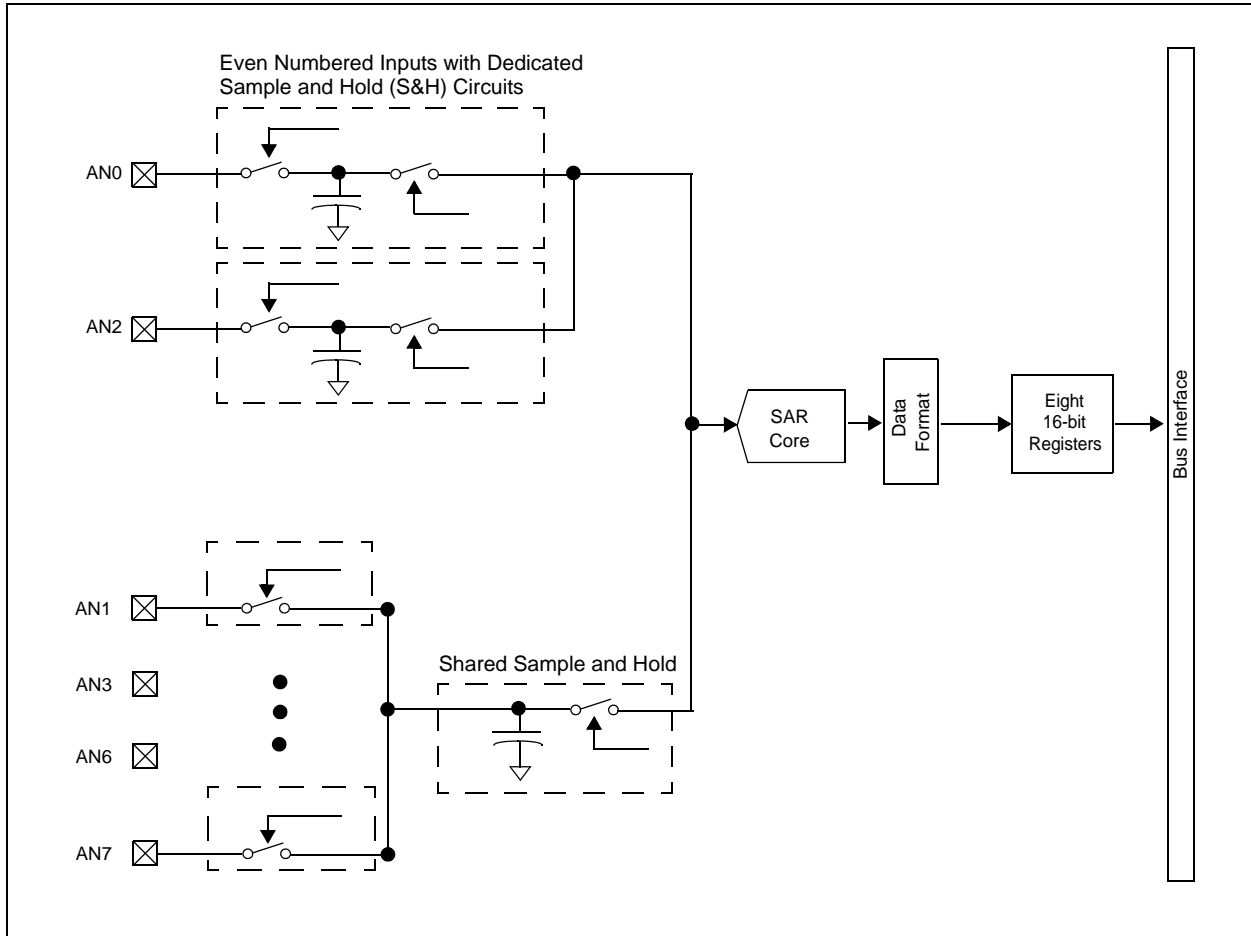 Even Numbered Inputs with Dedicated
Sample and Hold (S&H) Circuits
AN0
AN2
SAR
Core
Data
Format
Eight
16-bit
Registers
Bus Interface
AN1
AN3
Shared Sample and Hold
AN6
AN7